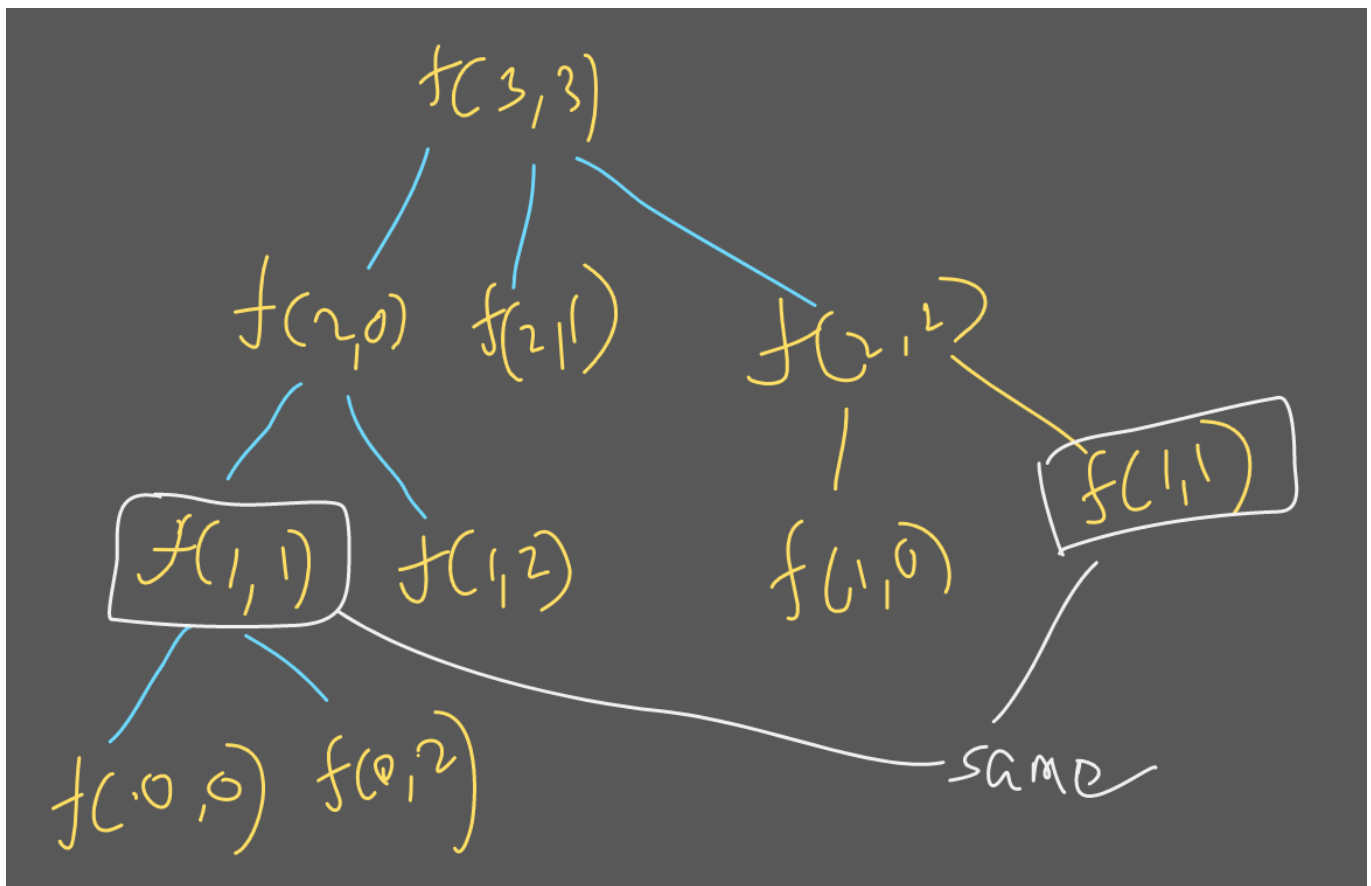 f(3,3)
f(2,0) f(2,1) f(2,2)
f(1,1) f(1,2) f(1,0) f(1,1)
f(0,0) f(0,2) same